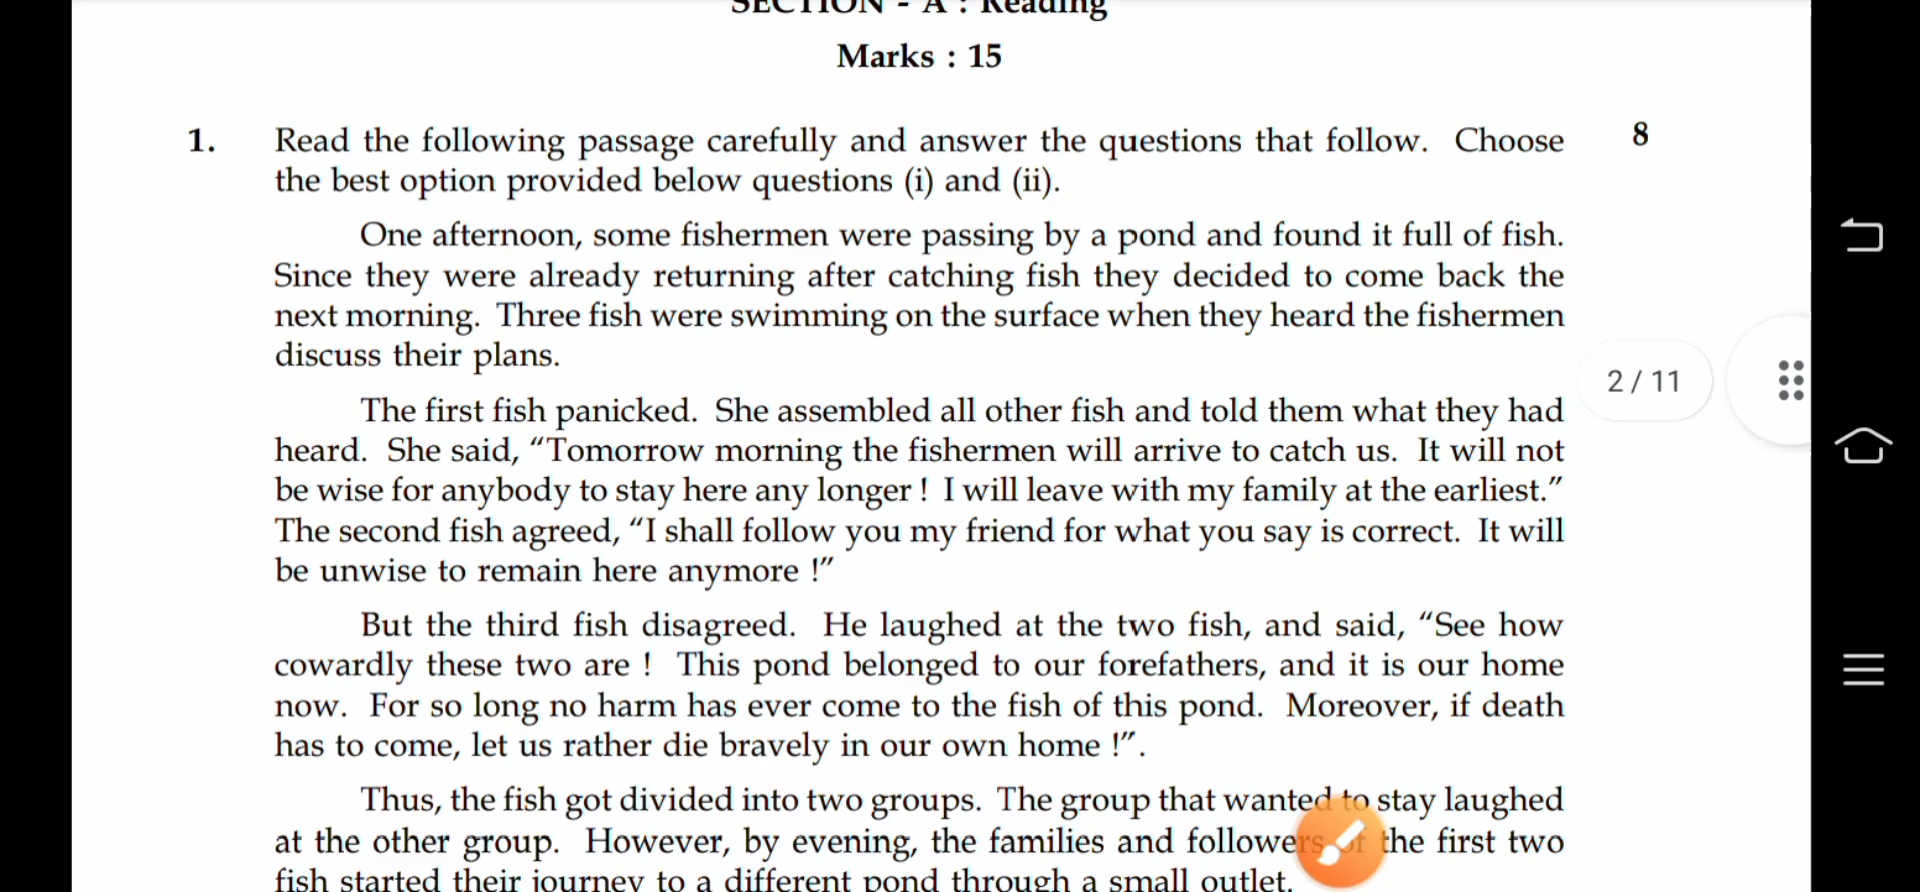 SECTION - A : Reading
Marks : 15
1. Read the following passage carefully and answer the questions that follow. Choose 8
the best option provided below questions (i) and (ii).
One afternoon, some fishermen were passing by a pond and found it full of fish.
Since they were already returning after catching fish they decided to come back the
next morning. Three fish were swimming on the surface when they heard the fishermen
discuss their plans.
2 / 11
The first fish panicked. She assembled all other fish and told them what they had
heard. She said, “Tomorrow morning the fishermen will arrive to catch us. It will not
be wise for anybody to stay here any longer ! I will leave with my family at the earliest.”
The second fish agreed, “I shall follow you my friend for what you say is correct. It will
be unwise to remain here anymore !”
But the third fish disagreed. He laughed at the two fish, and said, “See how
cowardly these two are ! This pond belonged to our forefathers, and it is our home
now. For so long no harm has ever come to the fish of this pond. Moreover, if death
has to come, let us rather die bravely in our own home !”.
Thus, the fish got divided into two groups. The group that wanted to stay laughed
at the other group. However, by evening, the families and followers of the first two
fish started their journey to a different pond through a small outlet.